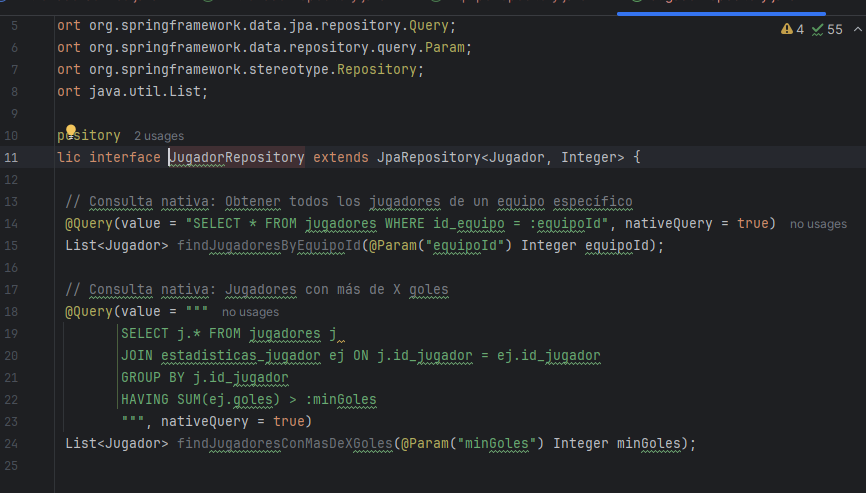 5 ort org.springframework.data.jpa.repository.Query;
4 55
6 ort org.springframework.data.repository.query.Param;
7 ort org.springframework.stereotype.Repository;
8 ort java.util.List;
9
10 pository 2 usages
11 lic interface JugadorRepository extends JpaRepository<Jugador, Integer> {
12
13 // Consulta nativa: Obtener todos los jugadores de un equipo específico
14 @Query(value = "SELECT * FROM jugadores WHERE id_equipo = :equipoId", nativeQuery = true) no usages
15 List<Jugador> findJugadoresByEquipoId(@Param("equipoId") Integer equipoId);
16
17 // Consulta nativa: Jugadores con más de X goles
18 @Query(value = """ no usages
19 SELECT j.* FROM jugadores j
20 JOIN estadisticas_jugador ej ON j.id_jugador = ej.id_jugador
21 GROUP BY j.id_jugador
22 HAVING SUM(ej.goles) > :minGoles
23 """, nativeQuery = true)
24 List<Jugador> findJugadoresConMasDeXGoles(@Param("minGoles") Integer minGoles);
25